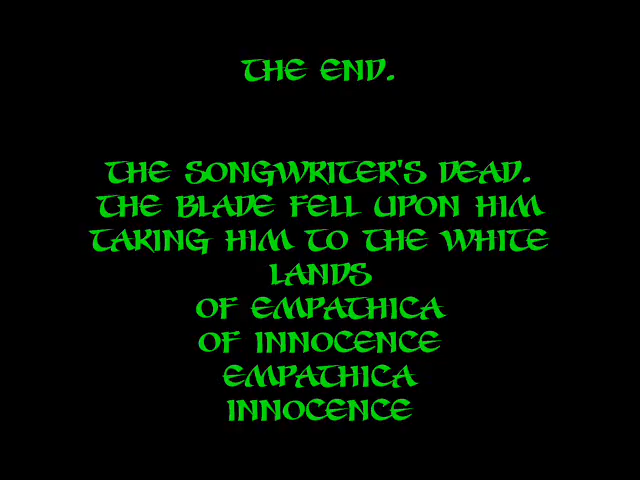 THE END.
THE SONGWRITER'S DEAD.
THE BLADE FELL UPON HIM
TAKING HIM TO THE WHITE
LANDS
OF EMPATHICA
OF INNOCENCE
EMPATHICA
INNOCENCE